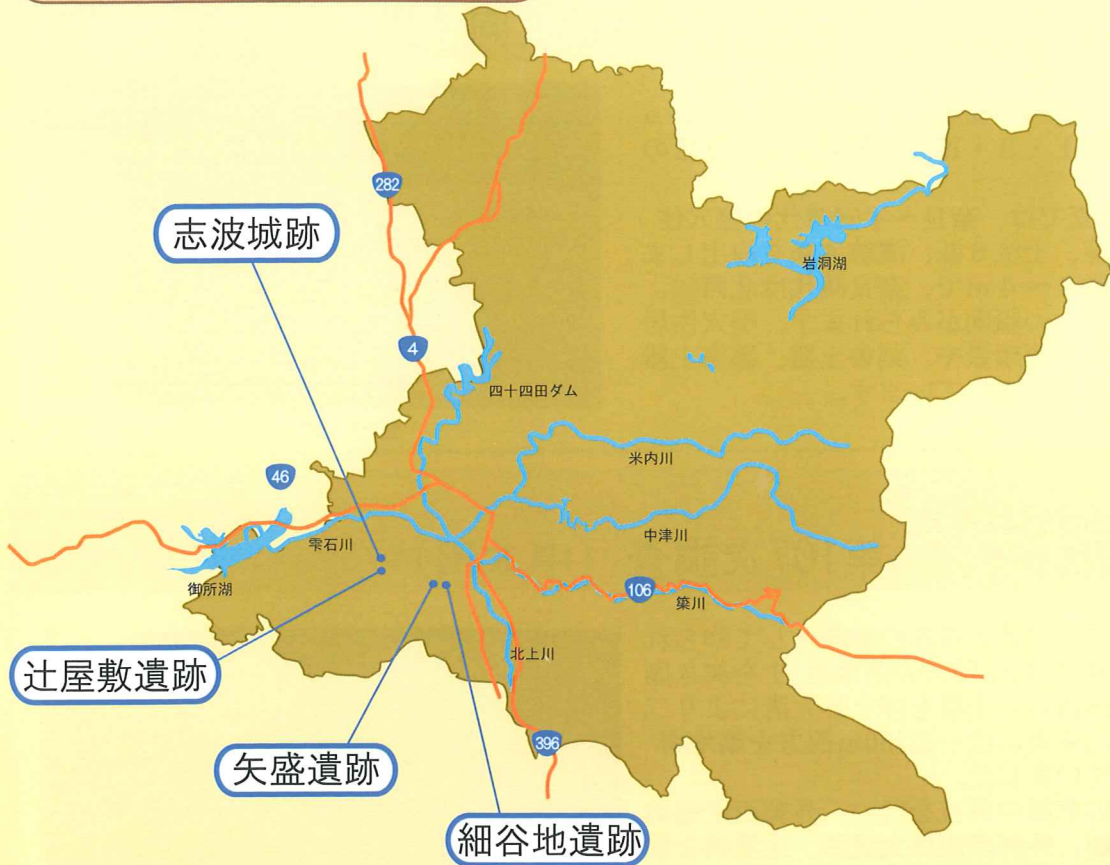 282
志波城跡
岩洞湖
4
四十四田ダム
米内川
46
中津川
雫石川
御所湖
106
簗川
北上川
辻屋敷遺跡
396
矢盛遺跡
細谷地遺跡